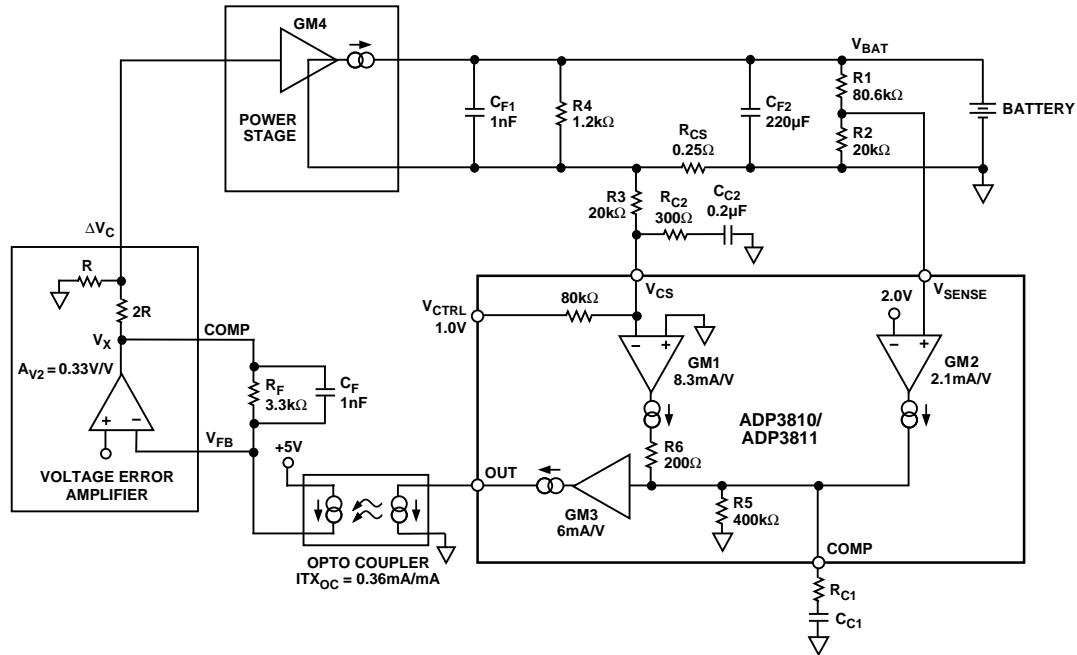 GM4
POWER
STAGE
C_F1
1nF
R4
1.2kΩ
C_F2
220µF
V_BAT
R1
80.6kΩ
R2
20kΩ
BATTERY
R_CS
0.25Ω
R3
20kΩ
R_C2
300Ω
C_C2
0.2µF
ΔV_C
R
2R
V_X
COMP
A_V2 = 0.33V/V
R_F
3.3kΩ
C_F
1nF
V_FB
VOLTAGE ERROR
AMPLIFIER
+5V
OPTO COUPLER
ITX_OC = 0.36mA/mA
V_CTRL
1.0V
80kΩ
V_CS
2.0V
V_SENSE
– +
GM1
8.3mA/V
– +
GM2
2.1mA/V
ADP3810/
ADP3811
R6
200Ω
OUT
GM3
6mA/V
R5
400kΩ
COMP
R_C1
C_C1
+ –